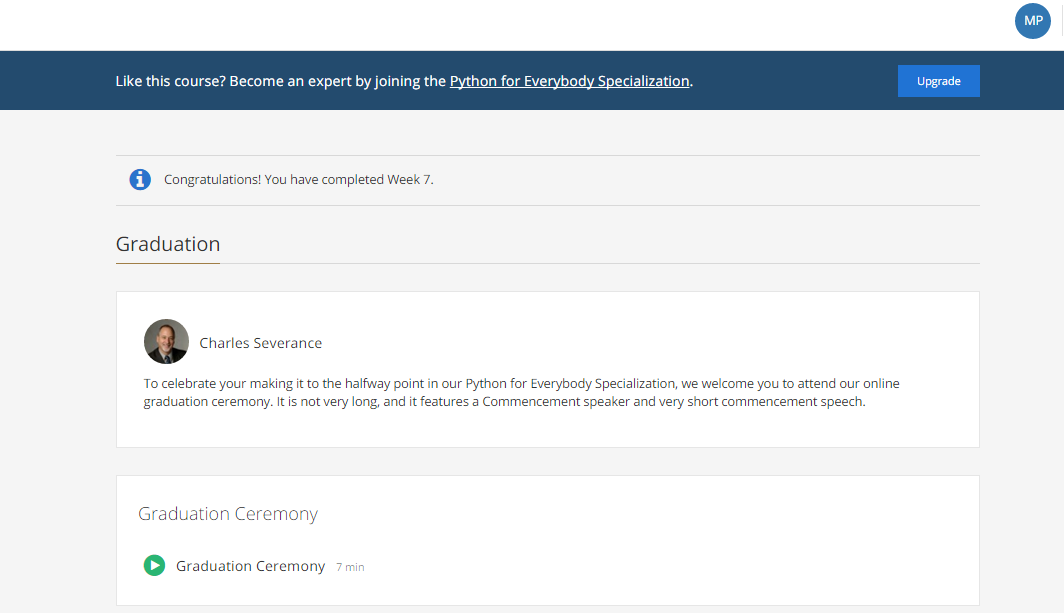 MP
Like this course? Become an expert by joining the Python for Everybody Specialization.
Upgrade
Congratulations! You have completed Week 7.
Graduation
Charles Severance
To celebrate your making it to the halfway point in our Python for Everybody Specialization, we welcome you to attend our online
graduation ceremony. It is not very long, and it features a Commencement speaker and very short commencement speech.
Graduation Ceremony
Graduation Ceremony 7 min